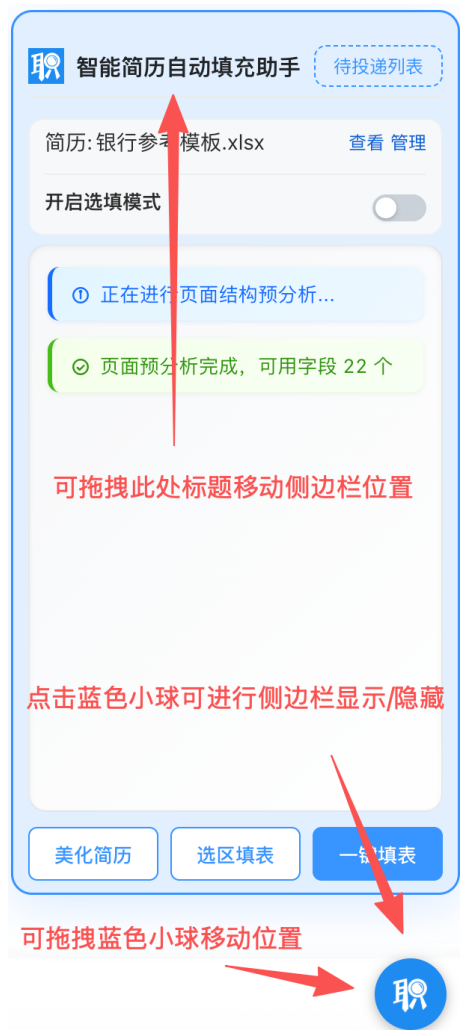 职 智能简历自动填充助手 待投递列表
简历: 银行参考模板.xlsx 查看 管理
开启选填模式
正在进行页面结构预分析...
页面预分析完成，可用字段 22 个
可拖拽此处标题移动侧边栏位置
点击蓝色小球可进行侧边栏显示/隐藏
美化简历 选区填表 一键填表
可拖拽蓝色小球移动位置
职